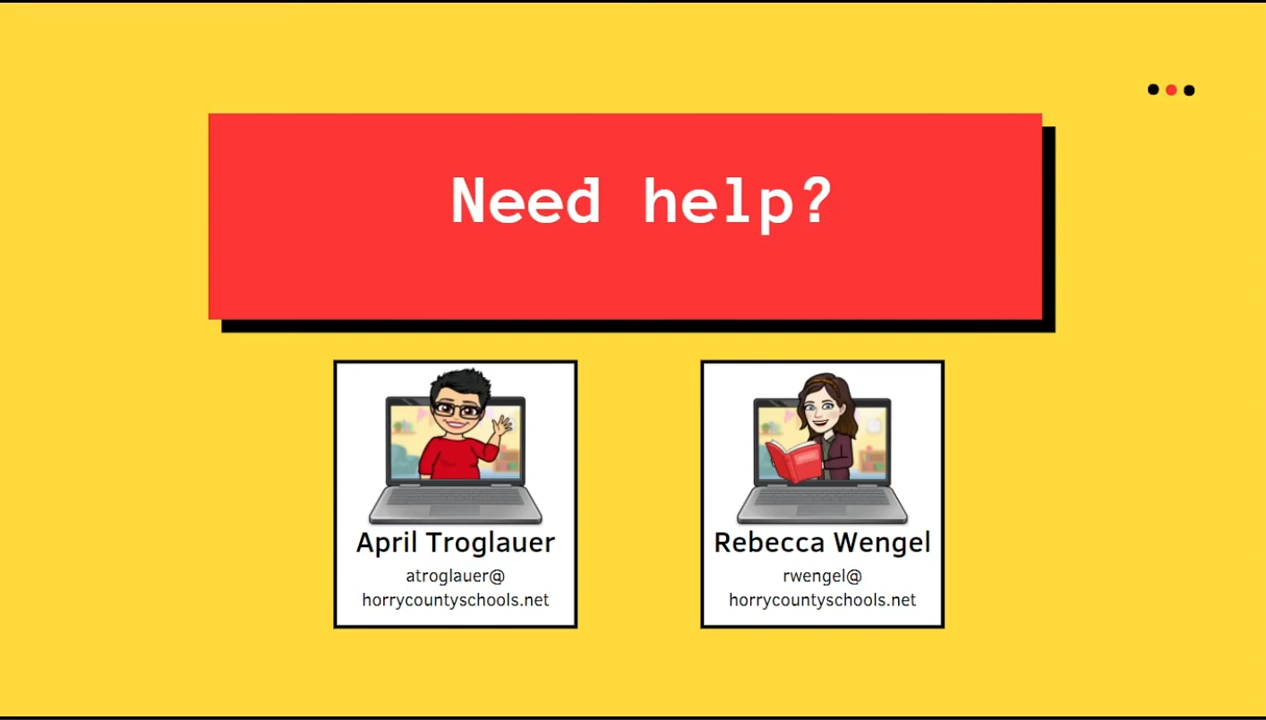 Need help?
April Troglauer
atroglauer@
horrycountyschools.net
Rebecca Wengel
rwengel@
horrycountyschools.net